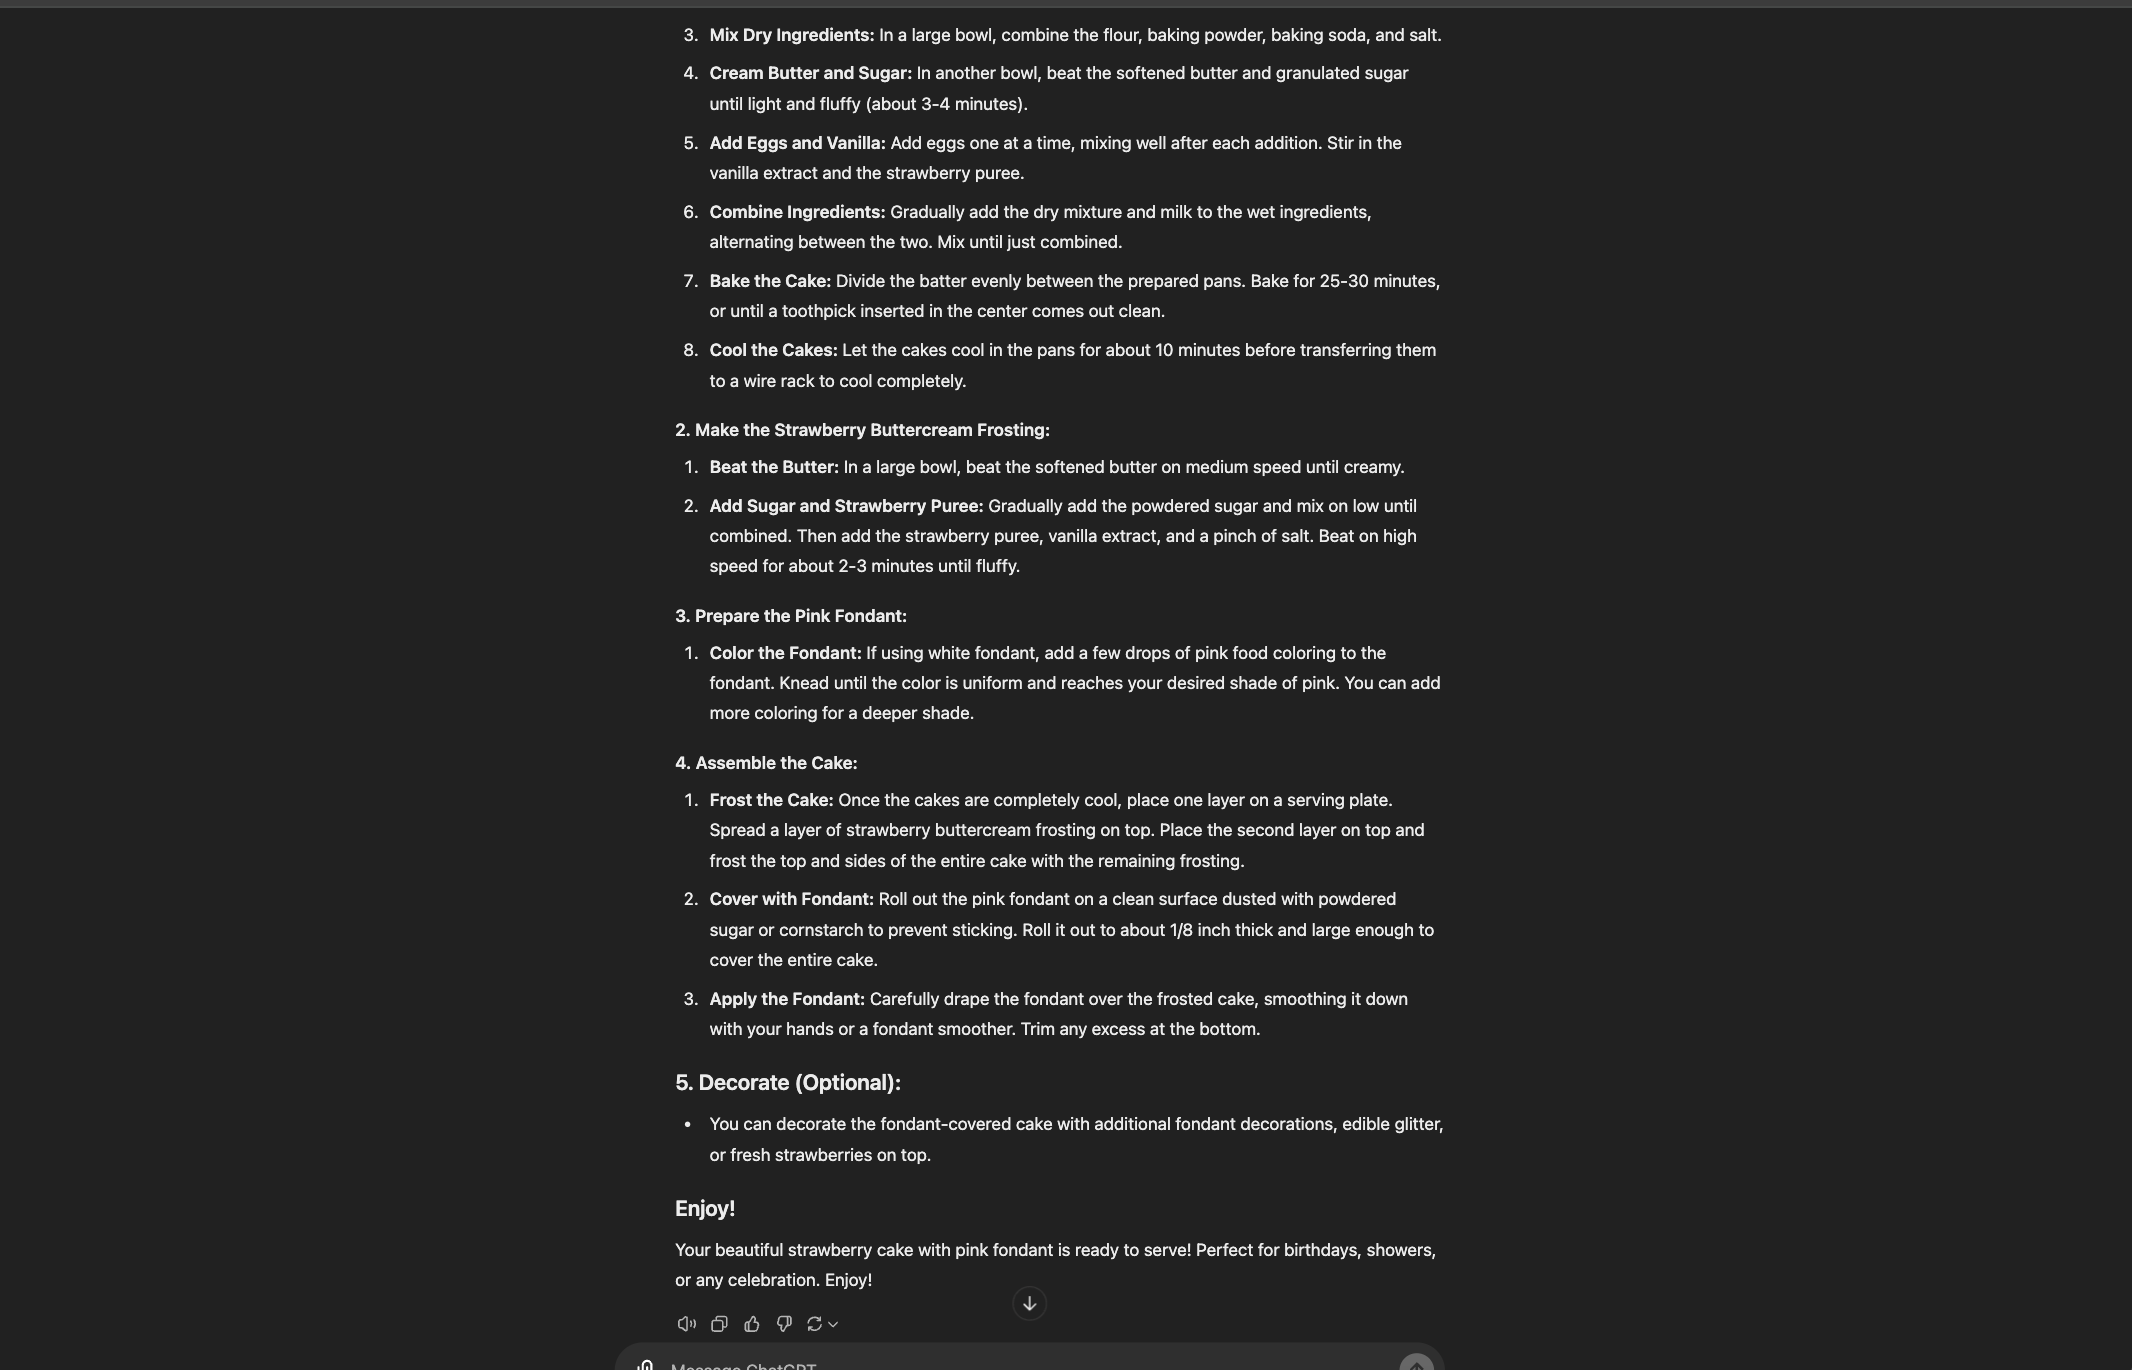 3. Mix Dry Ingredients: In a large bowl, combine the flour, baking powder, baking soda, and salt.
4. Cream Butter and Sugar: In another bowl, beat the softened butter and granulated sugar
until light and fluffy (about 3-4 minutes).
5. Add Eggs and Vanilla: Add eggs one at a time, mixing well after each addition. Stir in the
vanilla extract and the strawberry puree.
6. Combine Ingredients: Gradually add the dry mixture and milk to the wet ingredients,
alternating between the two. Mix until just combined.
7. Bake the Cake: Divide the batter evenly between the prepared pans. Bake for 25-30 minutes,
or until a toothpick inserted in the center comes out clean.
8. Cool the Cakes: Let the cakes cool in the pans for about 10 minutes before transferring them
to a wire rack to cool completely.
2. Make the Strawberry Buttercream Frosting:
1. Beat the Butter: In a large bowl, beat the softened butter on medium speed until creamy.
2. Add Sugar and Strawberry Puree: Gradually add the powdered sugar and mix on low until
combined. Then add the strawberry puree, vanilla extract, and a pinch of salt. Beat on high
speed for about 2-3 minutes until fluffy.
3. Prepare the Pink Fondant:
1. Color the Fondant: If using white fondant, add a few drops of pink food coloring to the
fondant. Knead until the color is uniform and reaches your desired shade of pink. You can add
more coloring for a deeper shade.
4. Assemble the Cake:
1. Frost the Cake: Once the cakes are completely cool, place one layer on a serving plate.
Spread a layer of strawberry buttercream frosting on top. Place the second layer on top and
frost the top and sides of the entire cake with the remaining frosting.
2. Cover with Fondant: Roll out the pink fondant on a clean surface dusted with powdered
sugar or cornstarch to prevent sticking. Roll it out to about 1/8 inch thick and large enough to
cover the entire cake.
3. Apply the Fondant: Carefully drape the fondant over the frosted cake, smoothing it down
with your hands or a fondant smoother. Trim any excess at the bottom.
5. Decorate (Optional):
• You can decorate the fondant-covered cake with additional fondant decorations, edible glitter,
or fresh strawberries on top.
Enjoy!
Your beautiful strawberry cake with pink fondant is ready to serve! Perfect for birthdays, showers,
or any celebration. Enjoy!
Message ChatGPT